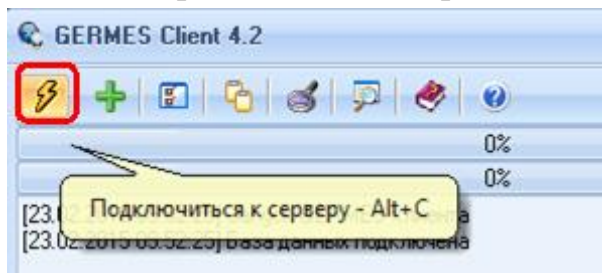 GERMES Client 4.2
0%
0%
Подключиться к серверу - Alt+C
[23.
[23.02.2015 09:52:25] База данных подключена